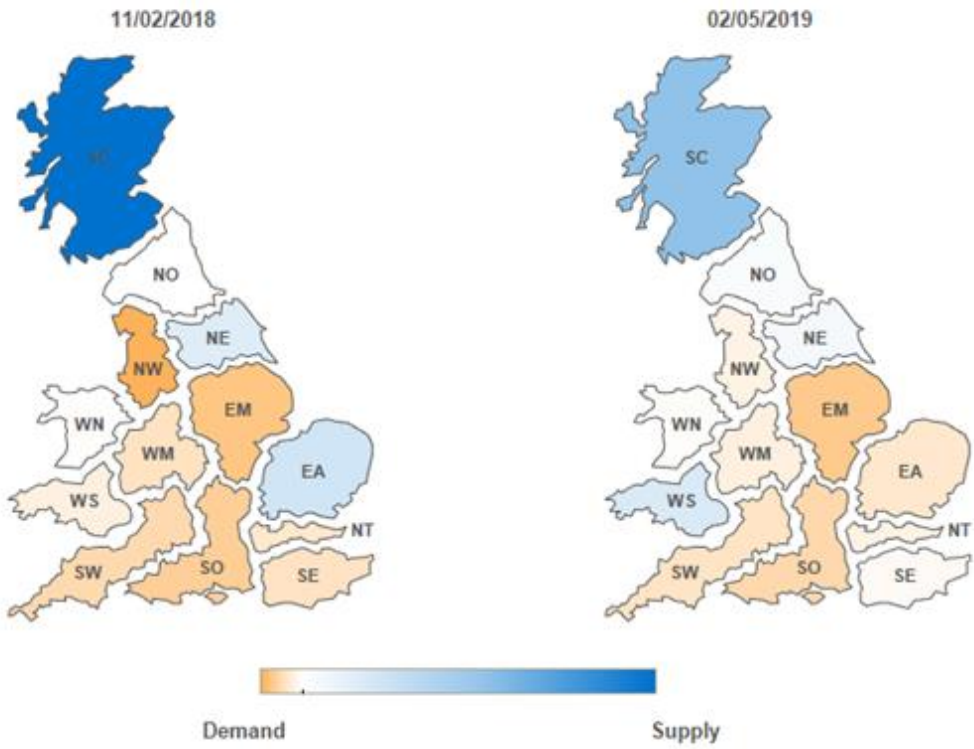 11/02/2018
02/05/2019
SC
NO
NE
NW
WN
EM
WM
EA
WS
NT
SW
SO
SE
SC
NO
NE
NW
WN
EM
WM
EA
WS
NT
SW
SO
SE
Demand
Supply